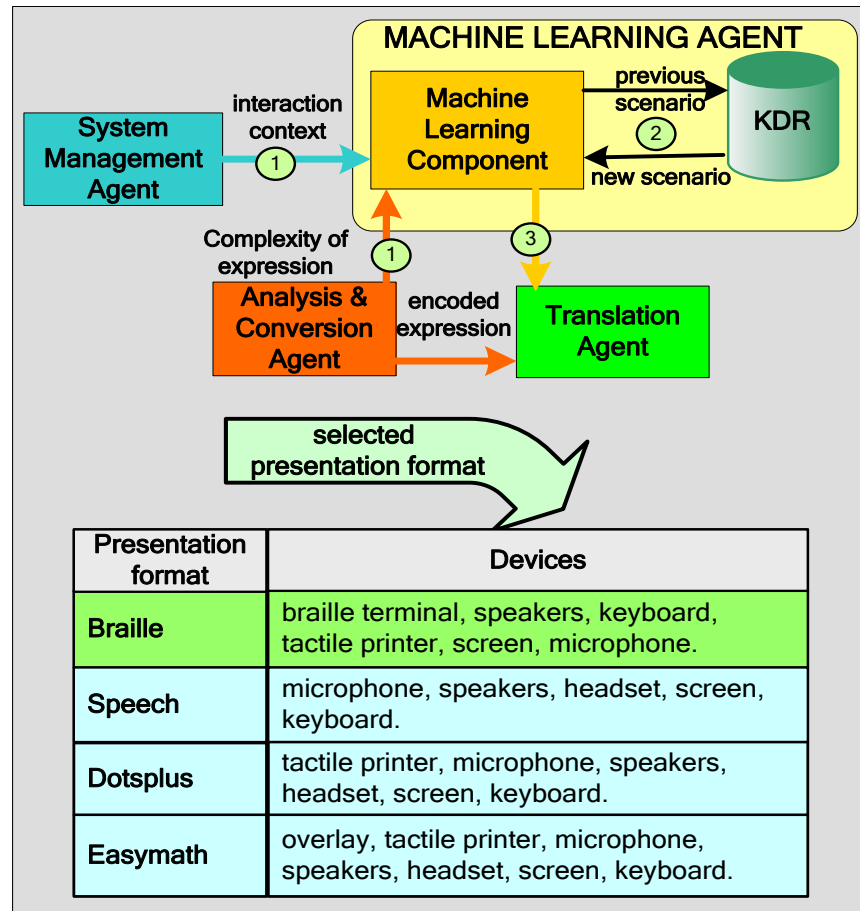 MACHINE LEARNING AGENT
System
Management
Agent
interaction
context
1
Machine
Learning
Component
previous
scenario
2
new scenario
KDR
Complexity of
expression
1
3
Analysis &
Conversion
Agent
encoded
expression
Translation
Agent
selected
presentation format
Presentation
format
Devices
Braille
braille terminal, speakers, keyboard,
tactile printer, screen, microphone.
Speech
microphone, speakers, headset, screen,
keyboard.
Dotsplus
tactile printer, microphone, speakers,
headset, screen, keyboard.
Easymath
overlay, tactile printer, microphone,
speakers, headset, screen, keyboard.